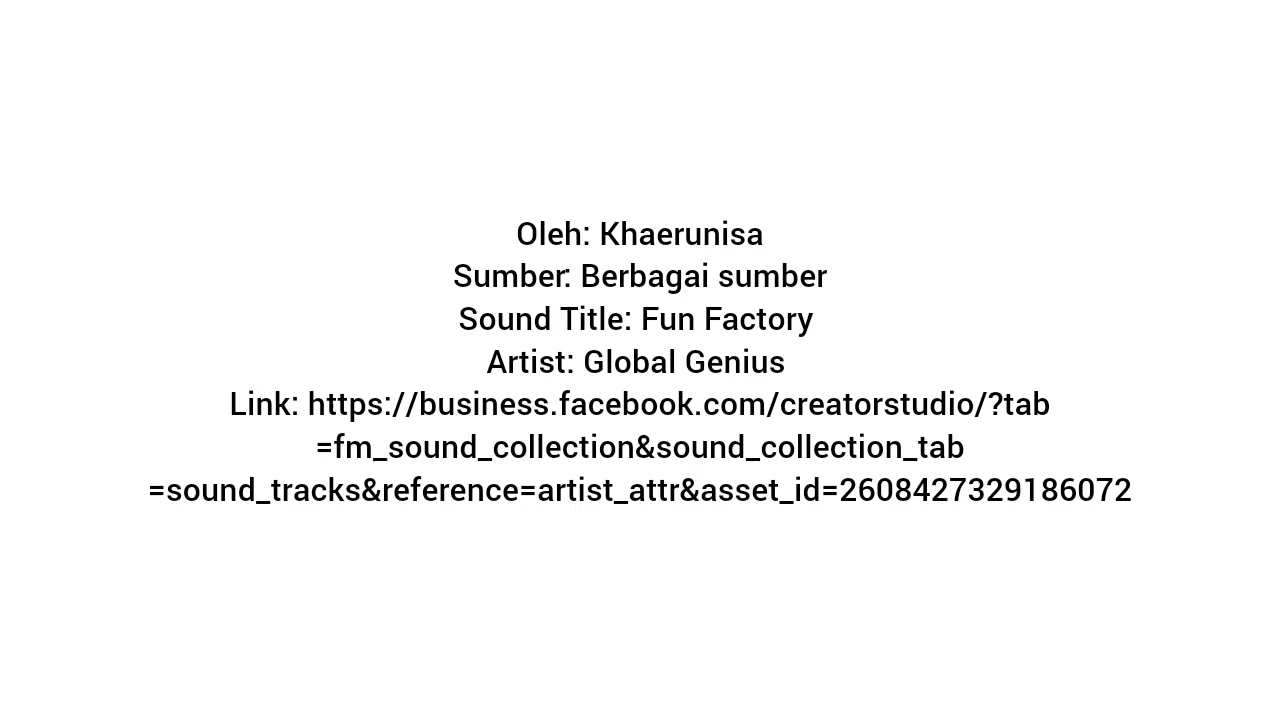 Oleh: Khaerunisa
Sumber: Berbagai sumber
Sound Title: Fun Factory
Artist: Global Genius
Link: https://business.facebook.com/creatorstudio/?tab
=fm_sound_collection&sound_collection_tab
=sound_tracks&reference=artist_attr&asset_id=2608427329186072